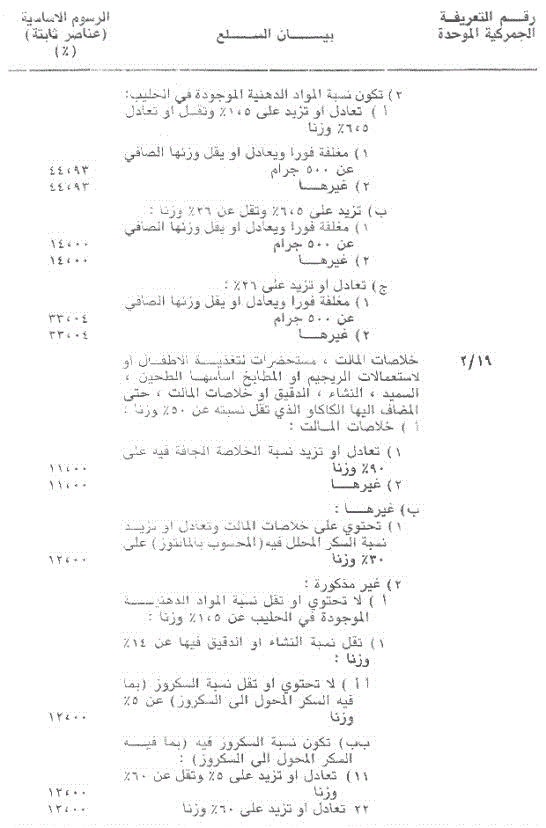 رقم التعريفة الجمركية الموحدة
بيان السلع
الرسوم الاساسية (عناصر ثابتة) (٪)
٢) تكون نسبة المواد الدهنية الموجودة في الحليب:
أ ) تعادل او تزيد على ١،٥٪ وتقل او تعادل
٦،٥٪ وزنا
١) مغلفة فورا ويعادل او يقل وزنها الصافي
عن ٥٠٠ جرام ٤٤،٩٣
٢) غيرها ٤٤،٩٣
ب) تزيد على ٦،٥٪ وتقل عن ٢٦٪ وزنا :
١) مغلفة فورا ويعادل او يقل وزنها الصافي
عن ٥٠٠ جرام ١٤،٠٠
٢) غيرها ١٤،٠٠
ج) تعادل او تزيد على ٢٦٪ :
١) مغلفة فورا ويعادل او يقل وزنها الصافي
عن ٥٠٠ جرام ٣٣،٠٤
٢) غيرها ٣٣،٠٤
٢/١٩ خلاصات المالت ، مستحضرات لتغذية الاطفال او
لاستعمالات الريجيم او المطابخ اساسها الطحين ،
السميد ، النشاء ، الدقيق او خلاصات المالت ، حتى
المضاف اليها الكاكاو الذي تقل نسبته عن ٥٠٪ وزنا :
أ ) خلاصات المالت :
١) تعادل او تزيد نسبة الخلاصة الجافة فيه على
٩٠٪ وزنا ١١،٠٠
٢) غيرها ١١،٠٠
ب) غيرها :
١) تحتوي على خلاصات المالت وتعادل او تزيد
نسبة السكر المحلل فيه (المحسوب بالمالتوز) على
٣٠٪ وزنا ١٢،٠٠
٢) غير مذكورة :
أ ) لا تحتوي او تقل نسبة المواد الدهنية
الموجودة في الحليب عن ١،٥٪ وزنا :
١) تقل نسبة النشاء او الدقيق فيها عن ١٤٪
وزنا :
أ أ ) لا تحتوي او تقل نسبة السكروز (بما
فيه السكر المحول الى السكروز) عن ٥٪
وزنا ١٢،٠٠
ب‌ب) تكون نسبة السكروز فيه (بما فيه
السكر المحول الى السكروز) :
١١) تعادل او تزيد على ٥٪ وتقل عن ٦٠٪
وزنا ١٢،٠٠
٢٢ تعادل او تزيد على ٦٠٪ وزنا ١٢،٠٠